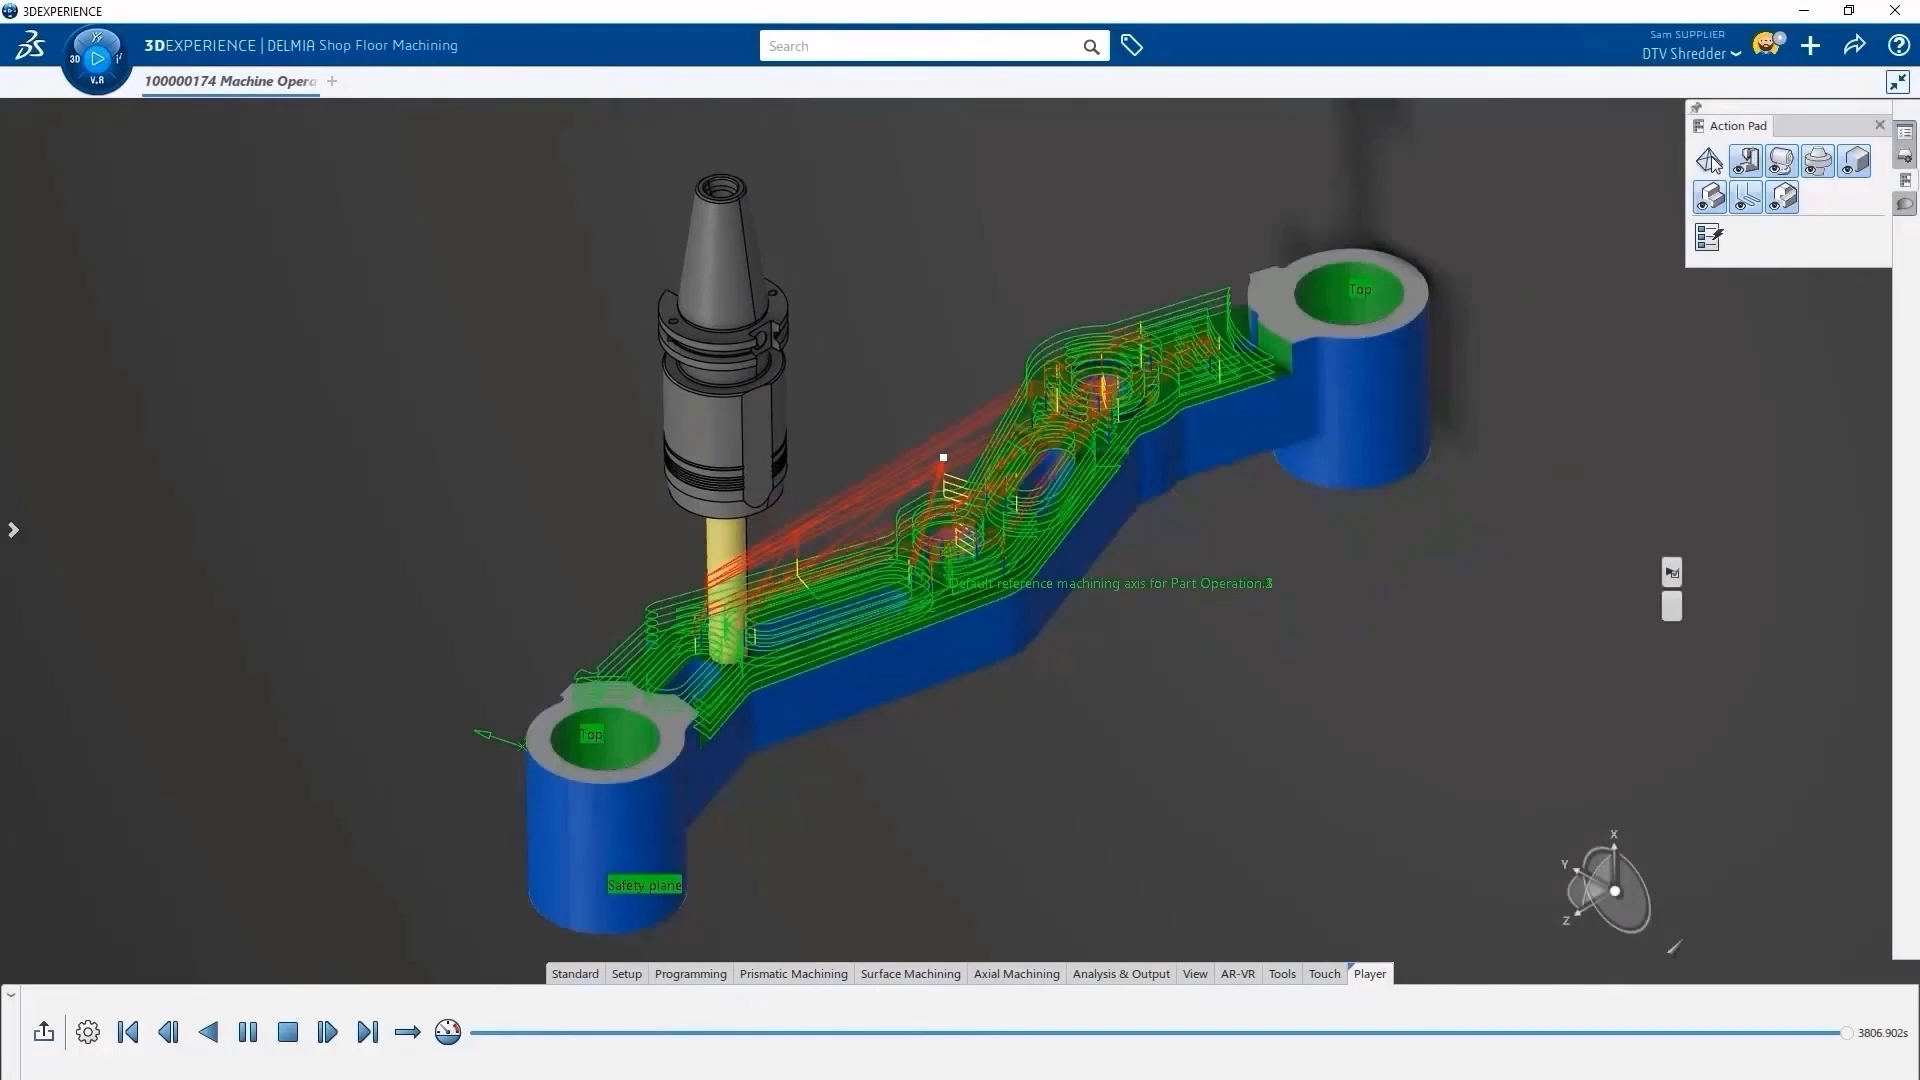 3DEXPERIENCE
3DEXPERIENCE | DELMIA Shop Floor Machining
Search
Sam SUPPLIER
DTV Shredder
3D
V.R
100000174 Machine Opera
Action Pad
Top
Default reference machining axis for Part Operation.3
Top
Safety plane
X
Y
Z
Standard
Setup
Programming
Prismatic Machining
Surface Machining
Axial Machining
Analysis & Output
View
AR-VR
Tools
Touch
Player
3806.902s